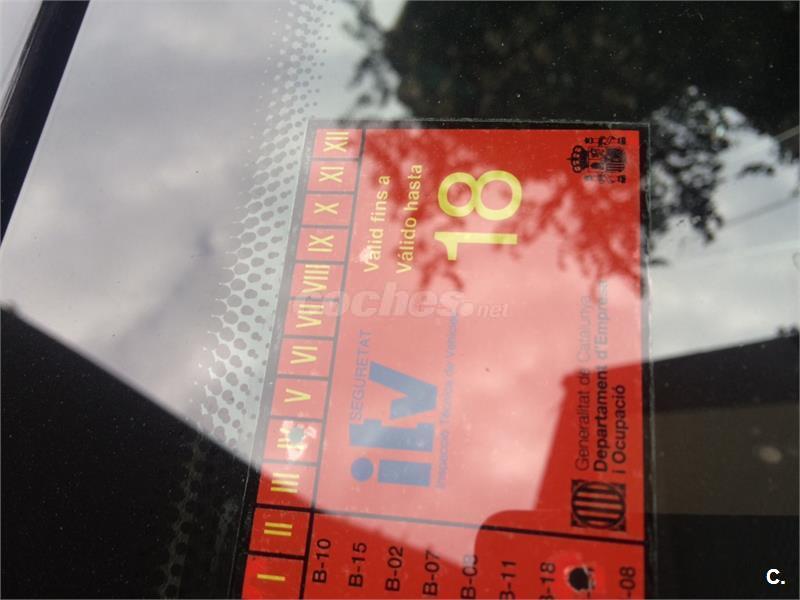 I II III IV V VI VII VIII IX X XI XII
Vàlid fins a
Válido hasta
18
SEGURETAT
itv
Inspecció Tècnica de Vehicles
Generalitat de Catalunya
Departament d'Empresa
i Ocupació
B-10
B-15
B-02
B-07
B-11
B-18
-08
coches.net
C.